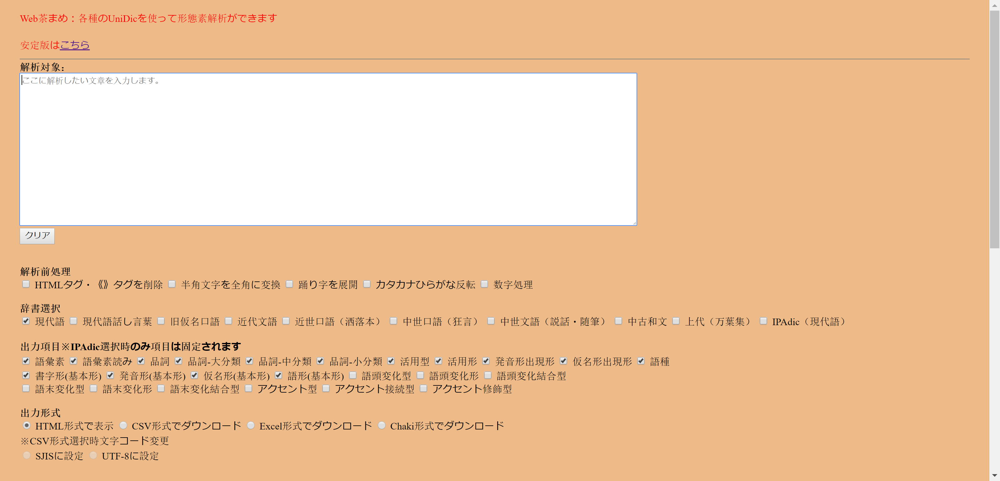 Web茶まめ：各種のUniDicを使って形態素解析ができます
安定版はこちら
解析対象：
ここに解析したい文章を入力します。
クリア
解析前処理
HTMLタグ・《》タグを削除 半角文字を全角に変換 踊り字を展開 カタカナひらがな反転 数字処理
辞書選択
現代語 現代語話し言葉 旧仮名口語 近代文語 近世口語（洒落本） 中世口語（狂言） 中世文語（説話・随筆） 中古和文 上代（万葉集） IPAdic（現代語）
出力項目※IPAdic選択時のみ項目は固定されます
語彙素 語彙素読み 品詞 品詞-大分類 品詞-中分類 品詞-小分類 活用型 活用形 発音形出現形 仮名形出現形 語種
書字形(基本形) 発音形(基本形) 仮名形(基本形) 語形(基本形) 語頭変化型 語頭変化形 語頭変化結合型
語末変化型 語末変化形 語末変化結合型 アクセント型 アクセント接続型 アクセント修飾型
出力形式
HTML形式で表示 CSV形式でダウンロード Excel形式でダウンロード Chaki形式でダウンロード
※CSV形式選択時文字コード変更
SJISに設定 UTF-8に設定